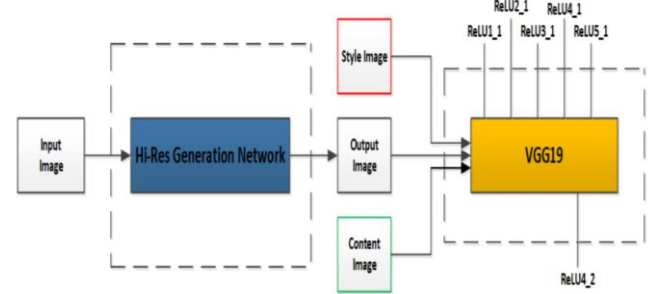 ReLU2_1
ReLU4_1
ReLU1_1
ReLU3_1
ReLU5_1
Style Image
Input
Image
Hi-Res Generation Network
Output
Image
VGG19
Content
Image
ReLU4_2